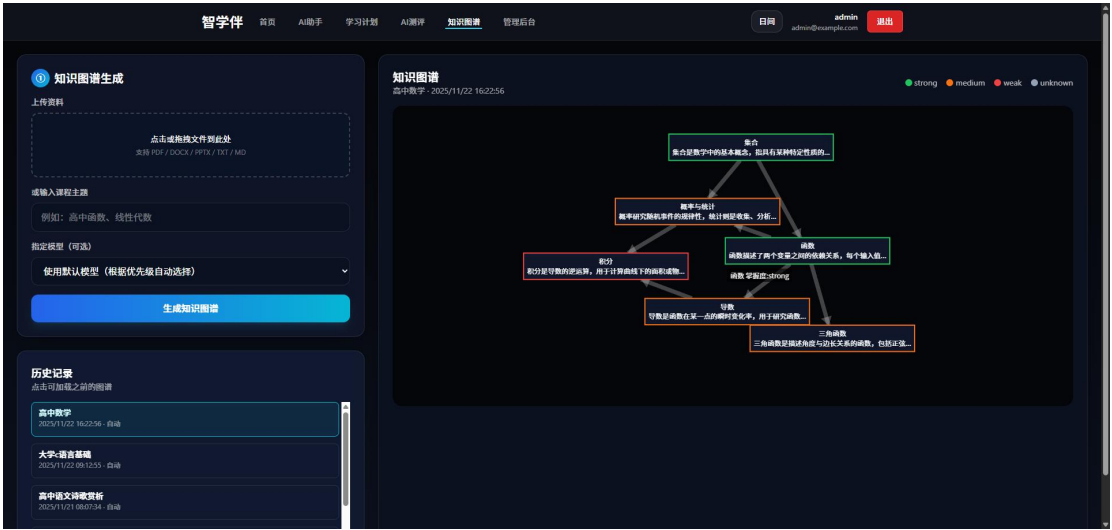 智学伴
首页
AI助手
学习计划
AI测评
知识图谱
管理后台
日间
admin
admin@example.com
退出
① 知识图谱生成
上传资料
点击或拖拽文件到此处
支持 PDF / DOCX / PPTX / TXT / MD
或输入课程主题
例如：高中函数、线性代数
指定模型（可选）
使用默认模型（根据优先级自动选择）
生成知识图谱
历史记录
点击可加载之前的图谱
高中数学
2025/11/22 16:22:56 - 自动
大学c语言基础
2025/11/22 09:12:55 - 自动
高中语文诗歌赏析
2025/11/21 08:07:34 - 自动
知识图谱
高中数学 - 2025/11/22 16:22:56
strong
medium
weak
unknown
集合
集合是数学中的基本概念，指具有某种特定性质的...
概率与统计
概率研究随机事件的规律性，统计则是收集、分析...
函数
函数描述了两个变量之间的依赖关系，每个输入值...
积分
积分是导数的逆运算，用于计算曲线下的面积或物...
函数 掌握度:strong
导数
导数是函数在某一点的瞬时变化率，用于研究函数...
三角函数
三角函数是描述角度与边长关系的函数，包括正弦...